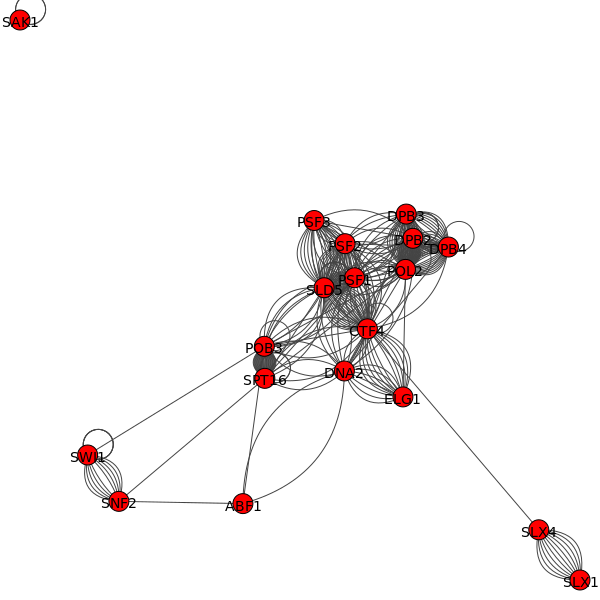 SAK1
PSF3
DPB3
PSF2
DPB2
DPB4
POL2
PSF1
SLD5
CTF4
POB3
SPT16
DNA2
ELG1
SWI1
SNF2
ABF1
SLX4
SLX1